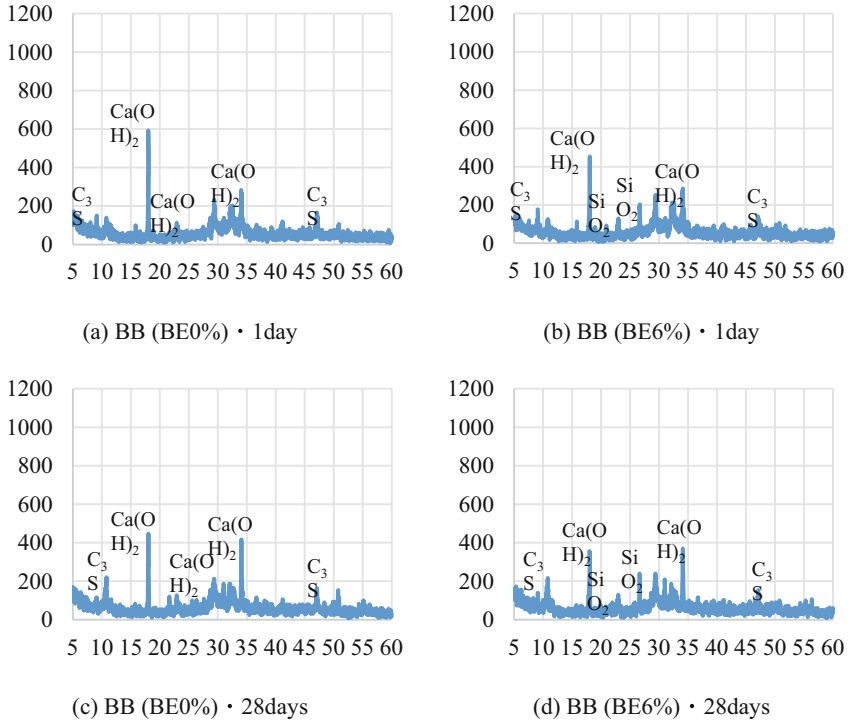 1200
1000
800
600
400
200
0
Ca(O
H)₂
C₃
S
Ca(O
H)₂
Ca(O
H)₂
C₃
S
5 10 15 20 25 30 35 40 45 50 55 60
(a) BB (BE0%)・1day
1200
1000
800
600
400
200
0
Ca(O
H)₂
C₃
S
Si
O₂
Si
O₂
Ca(O
H)₂
C₃
S
5 10 15 20 25 30 35 40 45 50 55 60
(b) BB (BE6%)・1day
1200
1000
800
600
400
200
0
C₃
S
Ca(O
H)₂
Ca(O
H)₂
Ca(O
H)₂
C₃
S
5 10 15 20 25 30 35 40 45 50 55 60
(c) BB (BE0%)・28days
1200
1000
800
600
400
200
0
C₃
S
Ca(O
H)₂
Si
O₂
Si
O₂
Ca(O
H)₂
C₃
S
5 10 15 20 25 30 35 40 45 50 55 60
(d) BB (BE6%)・28days